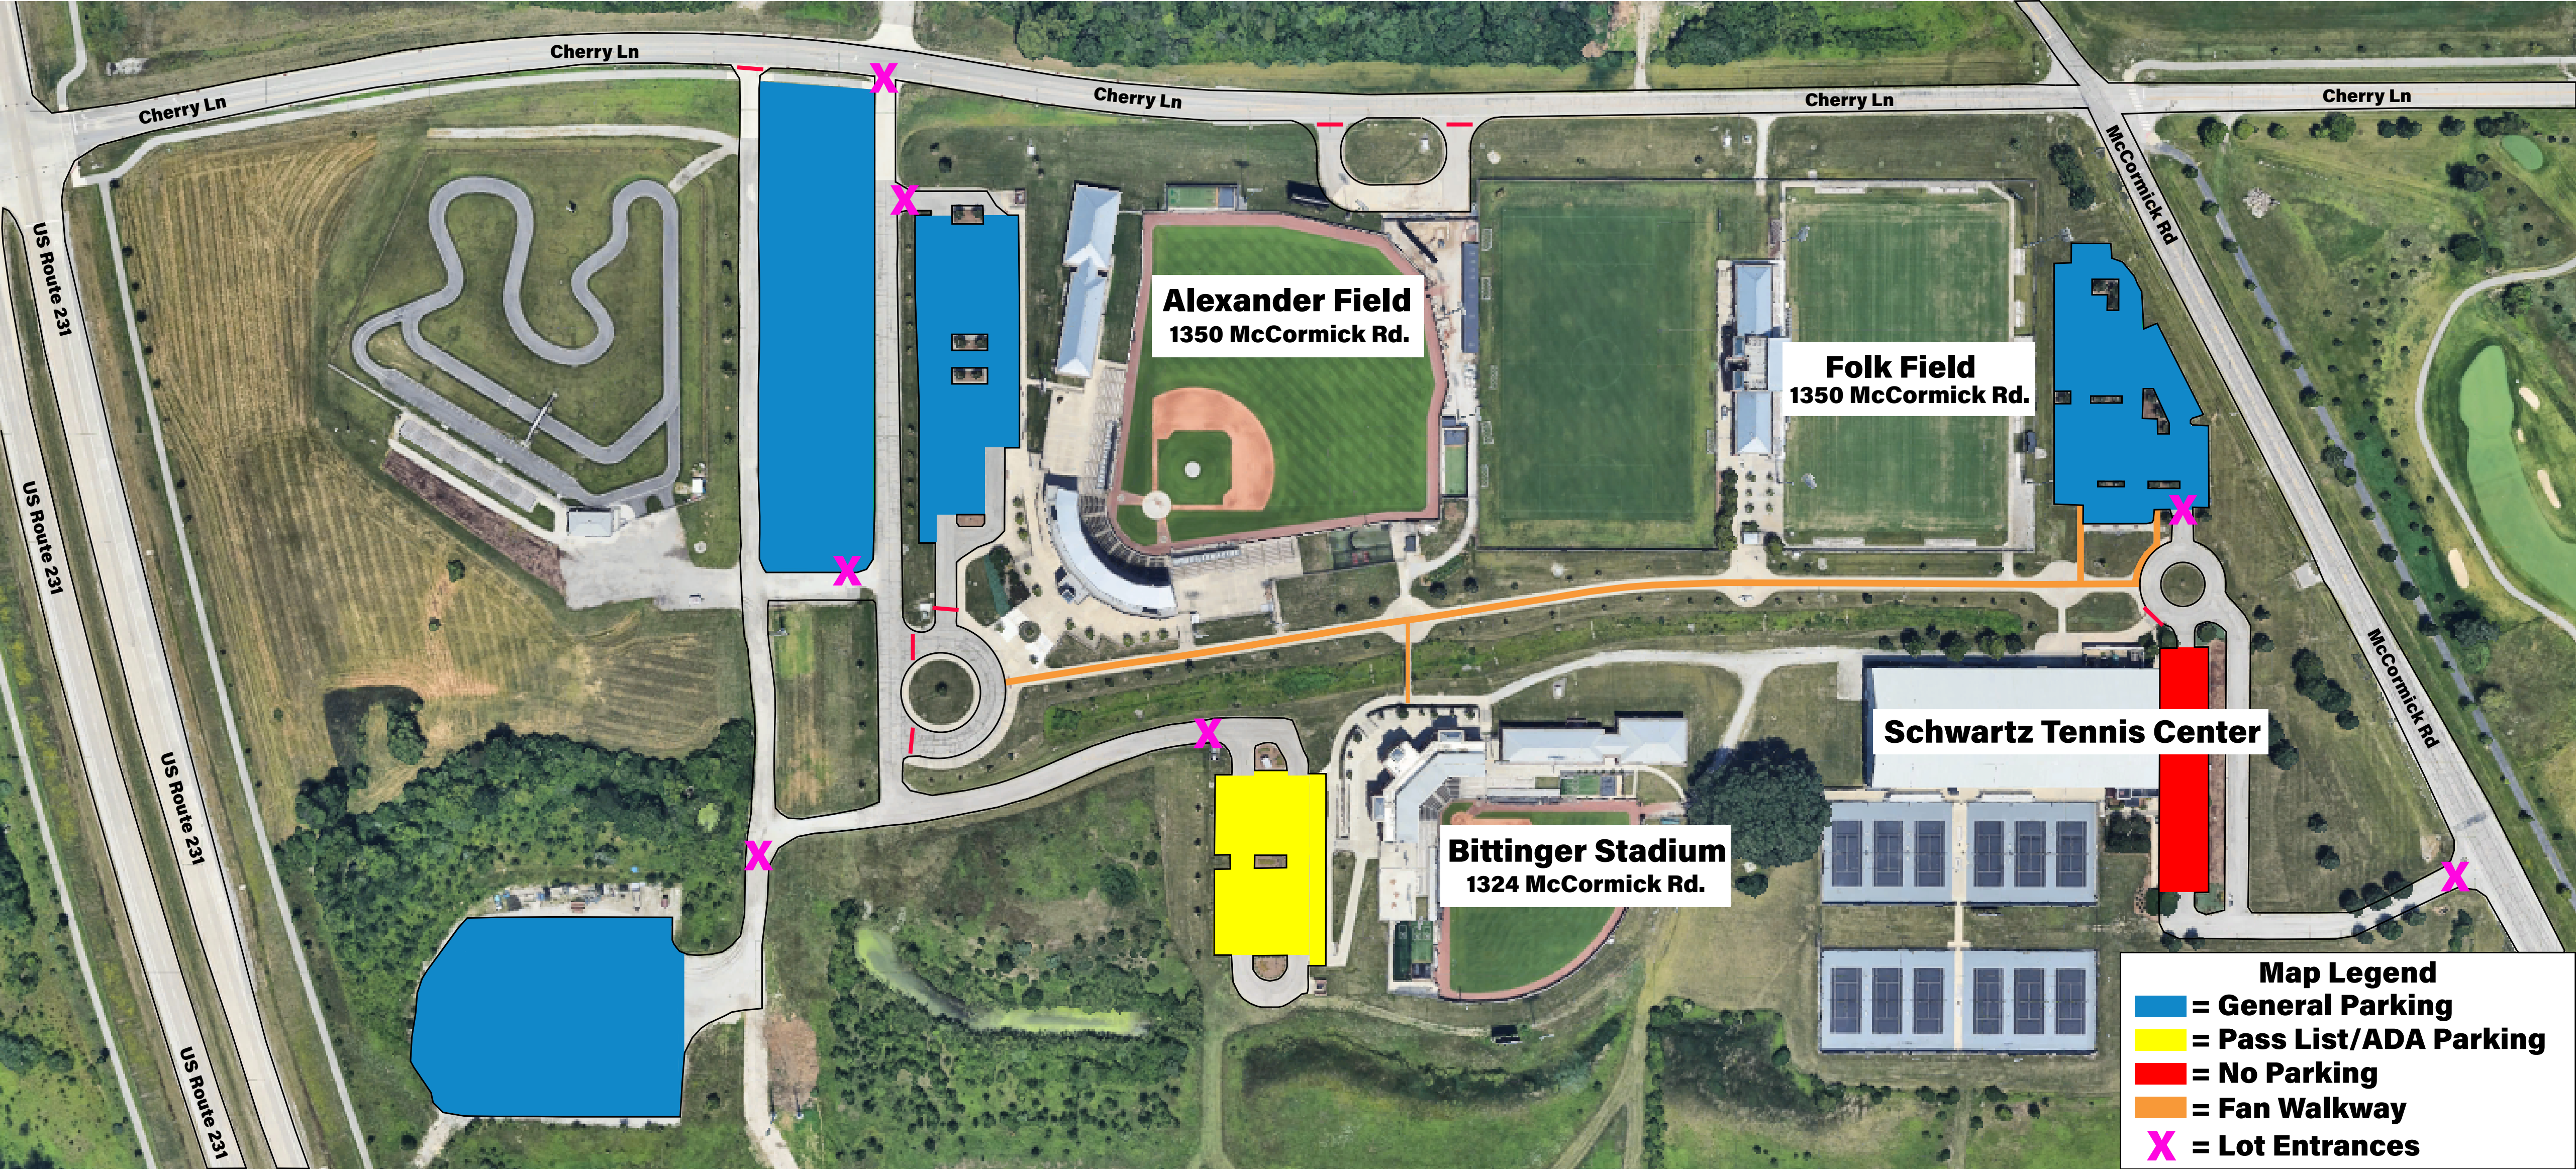 Cherry Ln
Cherry Ln
Cherry Ln
Cherry Ln
Cherry Ln
McCormick Rd
US Route 231
Alexander Field
1350 McCormick Rd.
Folk Field
1350 McCormick Rd.
US Route 231
McCormick Rd
Schwartz Tennis Center
US Route 231
Bittinger Stadium
1324 McCormick Rd.
US Route 231
X
X
X
X
X
X
X
Map Legend
= General Parking
= Pass List/ADA Parking
= No Parking
= Fan Walkway
X = Lot Entrances